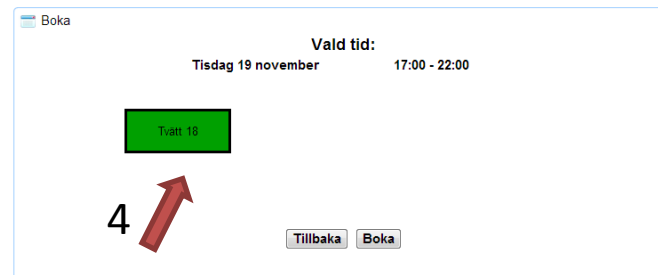 Boka
Vald tid:
Tisdag 19 november 17:00 - 22:00
Tvätt 18
4
Tillbaka Boka